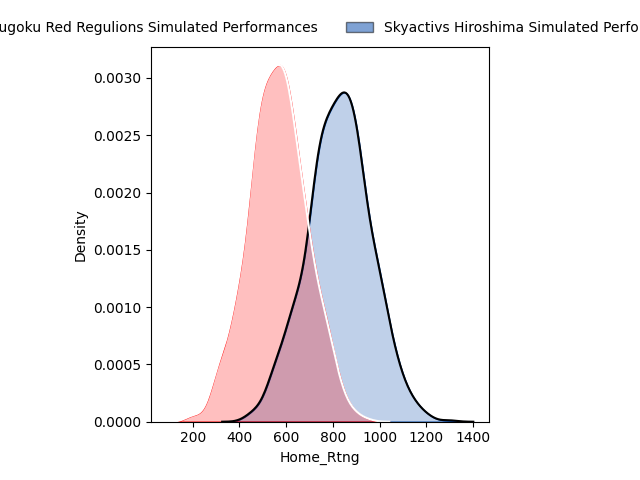 ugoku Red Regulions Simulated Performances
Skyactivs Hiroshima Simulated Perfo
0.0030
0.0025
0.0020
0.0015
0.0010
0.0005
0.0000
Density
200 400 600 800 1000 1200 1400
Home_Rtng